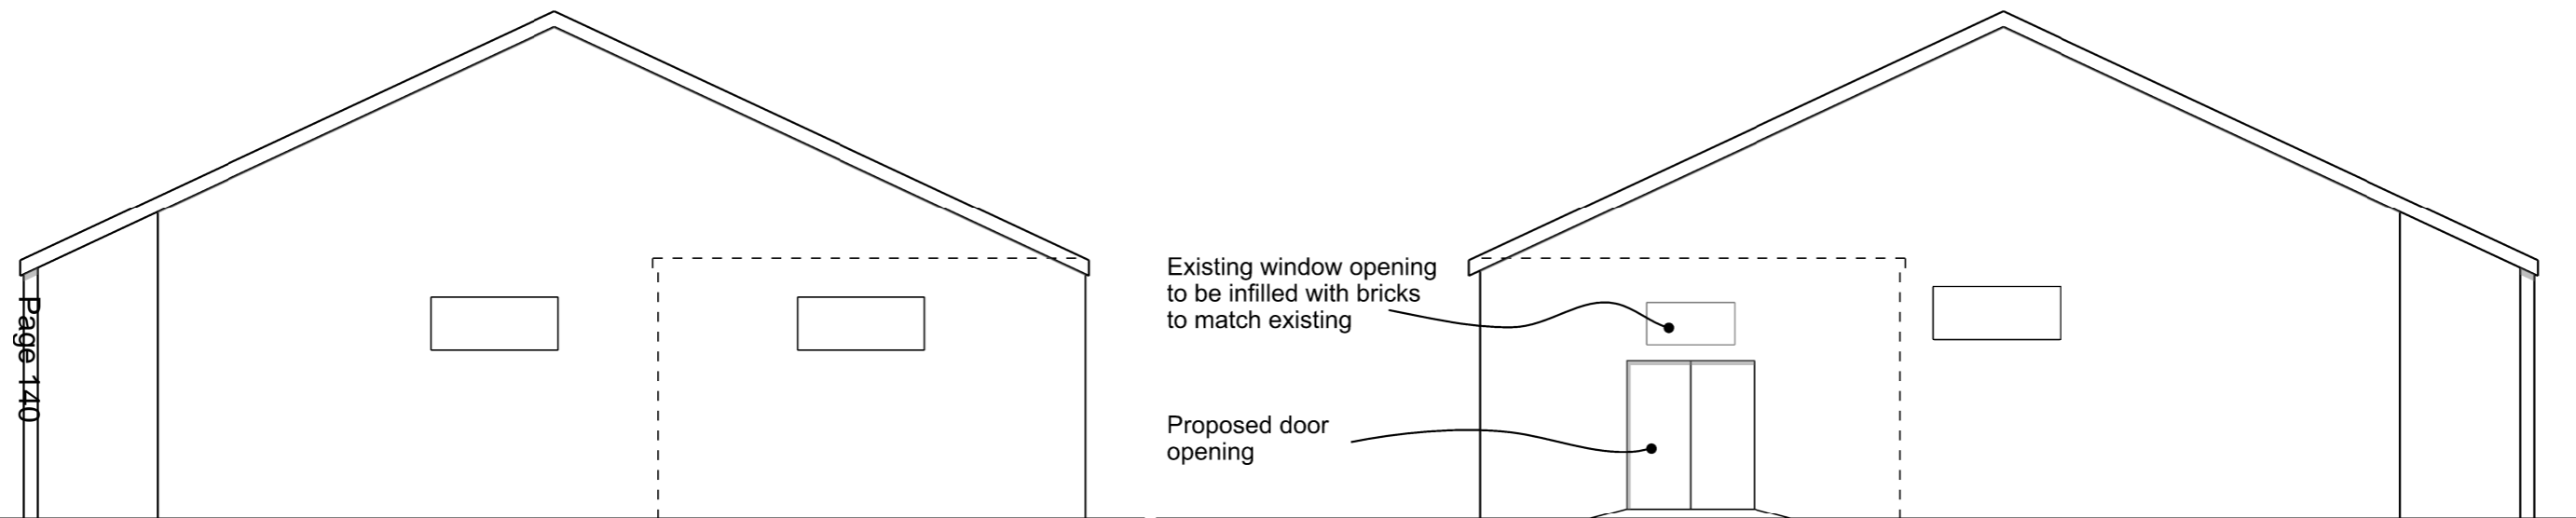 Page 140
Existing window opening
to be infilled with bricks
to match existing
Proposed door
opening